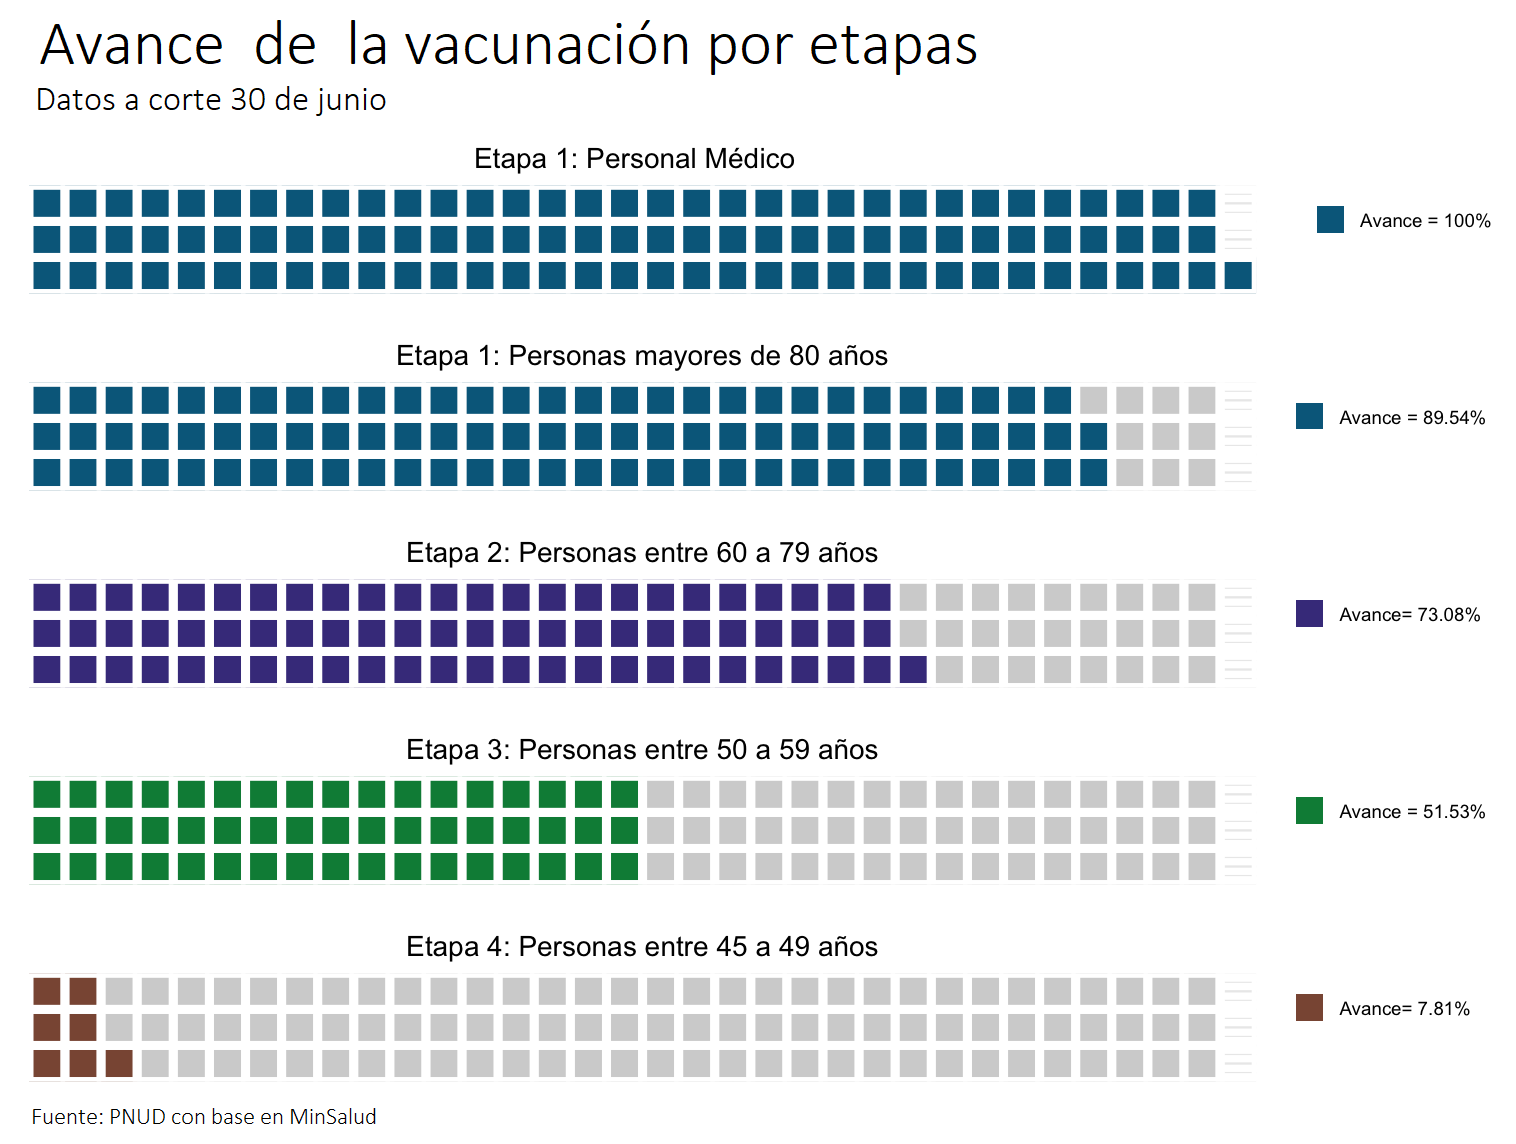 Avance de la vacunación por etapas
Datos a corte 30 de junio
Etapa 1: Personal Médico
Avance = 100%
Etapa 1: Personas mayores de 80 años
Avance = 89.54%
Etapa 2: Personas entre 60 a 79 años
Avance= 73.08%
Etapa 3: Personas entre 50 a 59 años
Avance = 51.53%
Etapa 4: Personas entre 45 a 49 años
Avance= 7.81%
Fuente: PNUD con base en MinSalud